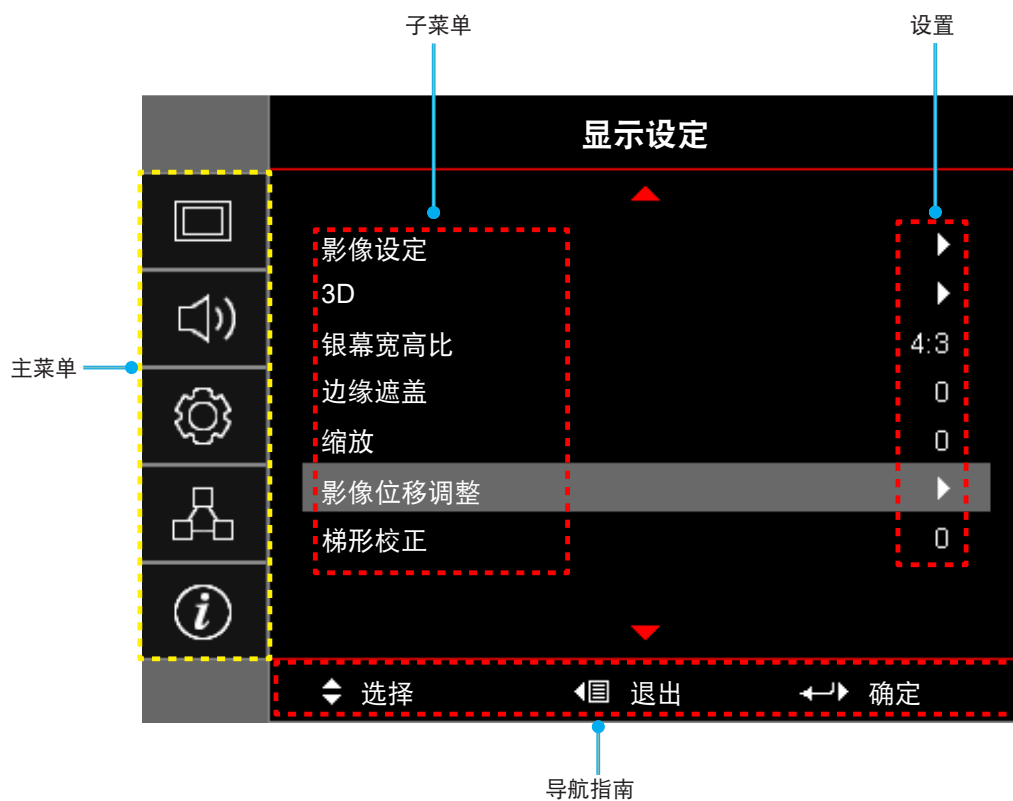 子菜单
设置
显示设定
影像设定
3D
银幕宽高比 4:3
主菜单
边缘遮盖 0
缩放 0
影像位移调整
梯形校正 0
i
选择 退出 确定
导航指南